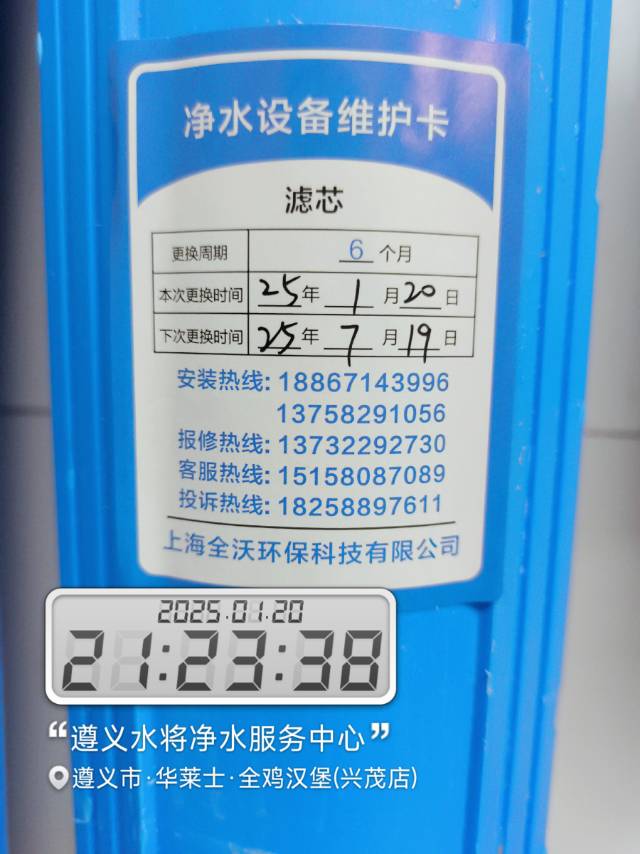 净水设备维护卡
滤芯
更换周期 6 个月
本次更换时间 25年 1 月 20 日
下次更换时间 25年 7 月 19 日
安装热线: 18867143996
13758291056
报修热线: 13732292730
客服热线: 15158087089
投诉热线: 18258897611
上海全沃环保科技有限公司
2025.01.20
21:23:38
“遵义水将净水服务中心”
遵义市·华莱士·全鸡汉堡(兴茂店)